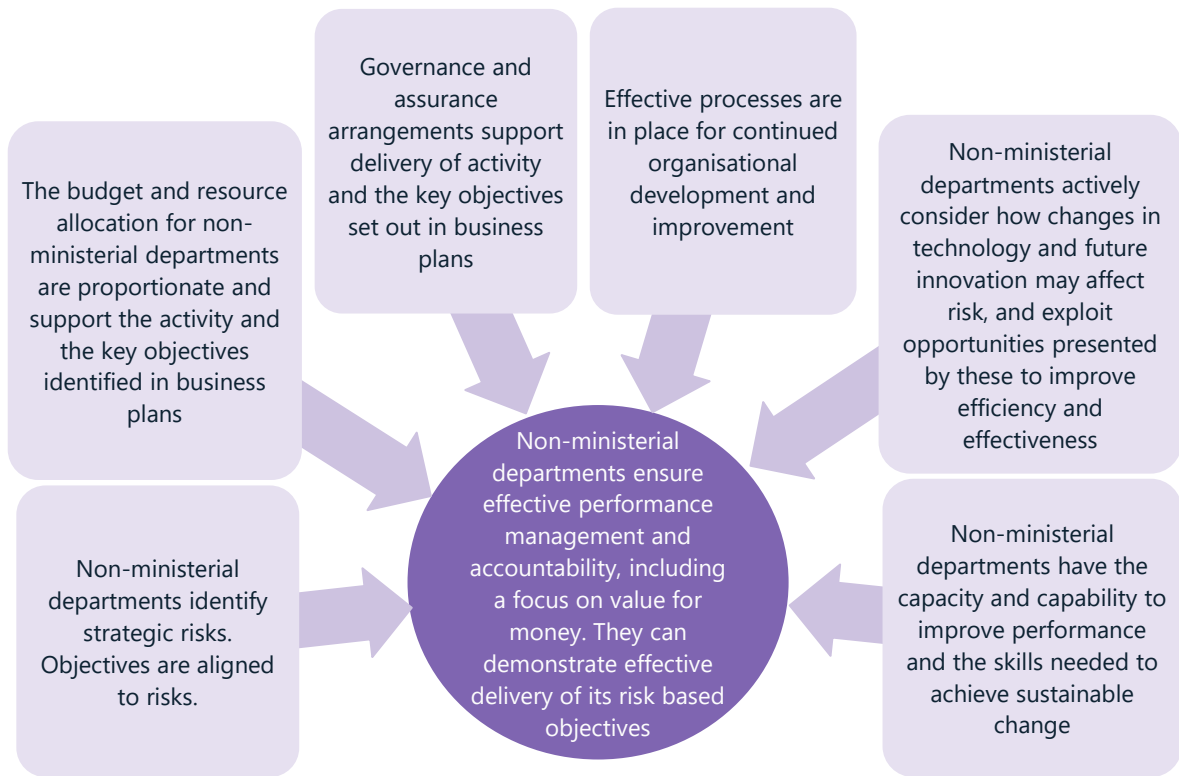 Governance and
assurance
arrangements support
delivery of activity
and the key objectives
set out in business
plans
Effective processes are
in place for continued
organisational
development and
improvement
The budget and resource
allocation for non-
ministerial departments
are proportionate and
support the activity and
the key objectives
identified in business
plans
Non-ministerial
departments actively
consider how changes in
technology and future
innovation may affect
risk, and exploit
opportunities presented
by these to improve
efficiency and
effectiveness
Non-ministerial
departments identify
strategic risks.
Objectives are aligned
to risks.
Non-ministerial
departments ensure
effective performance
management and
accountability, including
a focus on value for
money. They can
demonstrate effective
delivery of its risk based
objectives
Non-ministerial
departments have the
capacity and capability to
improve performance
and the skills needed to
achieve sustainable
change